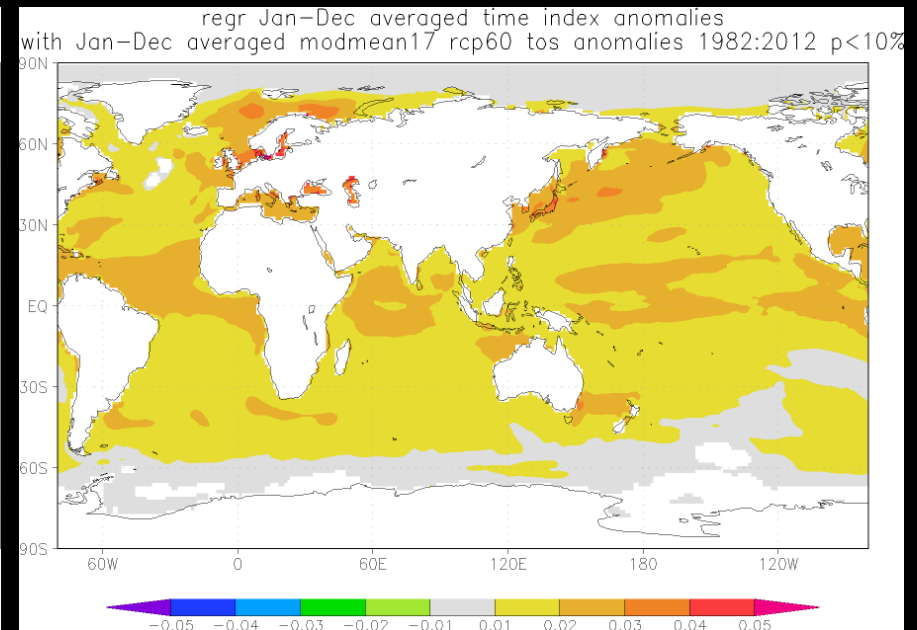 regr Jan-Dec averaged time index anomalies
with Jan-Dec averaged modmean17 rcp60 tos anomalies 1982:2012 p<10%
90N
60N
30N
EQ
30S
60S
90S
60W 0 60E 120E 180 120W
-0.05 -0.04 -0.03 -0.02 -0.01 0.01 0.02 0.03 0.04 0.05